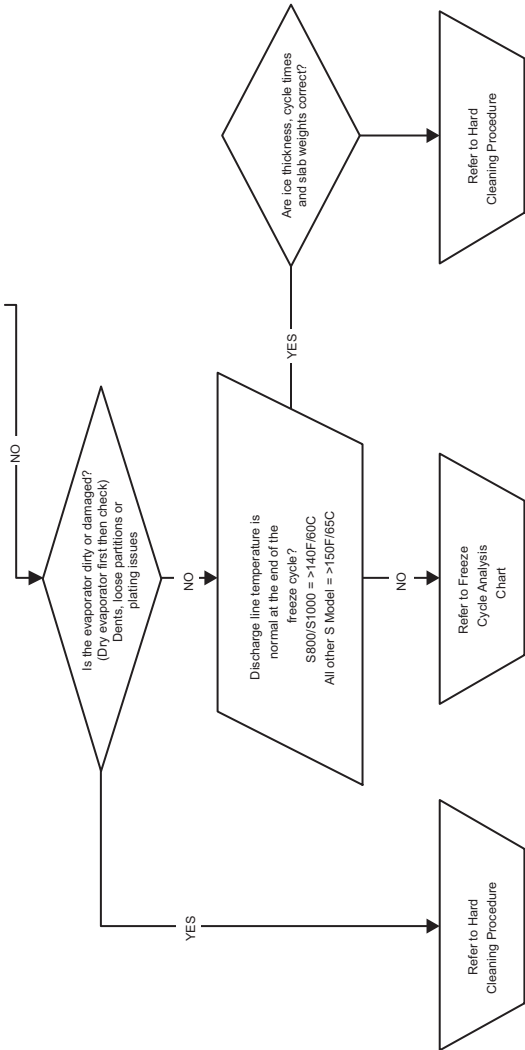 NO
Is the evaporator dirty or damaged?
(Dry evaporator first then check)
Dents, loose partitions or
plating issues
YES
NO
Refer to Hard
Cleaning Procedure
Discharge line temperature is
normal at the end of the
freeze cycle?
S800/S1000 = >140F/60C
All other S Model = >150F/65C
NO
YES
Refer to Freeze
Cycle Analysis
Chart
Are ice thickness, cycle times
and slab weights correct?
Refer to Hard
Cleaning Procedure